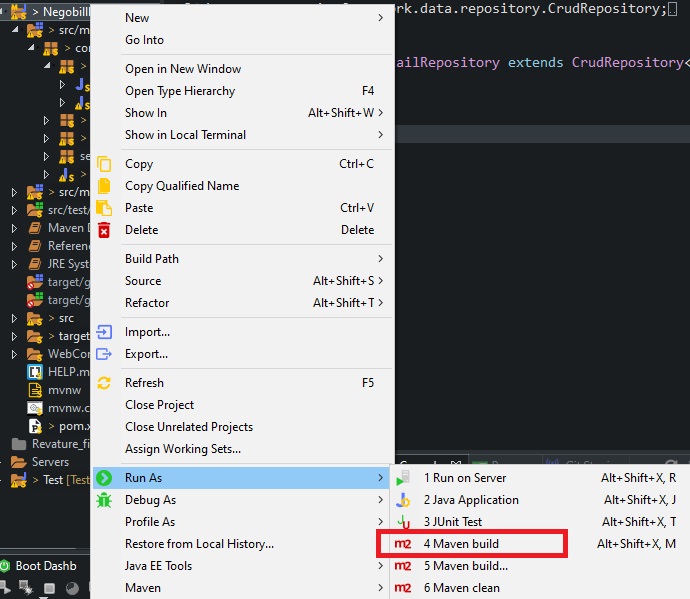 > Negobill
New
rk.data.repository.CrudRepository;
> src/m
Go Into
> co
Open in New Window
ailRepository extends CrudRepository<
>
Open Type Hierarchy F4
>
Show In Alt+Shift+W
>
Show in Local Terminal
>
se
Copy Ctrl+C
>
Copy Qualified Name
> src/m
Paste Ctrl+V
src/test/
Delete Delete
Maven D
Referenc
Build Path
JRE Syst
Source Alt+Shift+S
target/g
Refactor Alt+Shift+T
target/g
> src
Import...
> target
Export...
WebCon
HELP.m
Refresh F5
mvnw
Close Project
mvnw.c
Close Unrelated Projects
> pom.x
Assign Working Sets...
Revature_fi
Servers
Run As
1 Run on Server Alt+Shift+X, R
> Test [Test
Debug As
2 Java Application Alt+Shift+X, J
Profile As
3 JUnit Test Alt+Shift+X, T
Restore from Local History...
4 Maven build Alt+Shift+X, M
Boot Dashb
Java EE Tools
5 Maven build...
Maven
6 Maven clean